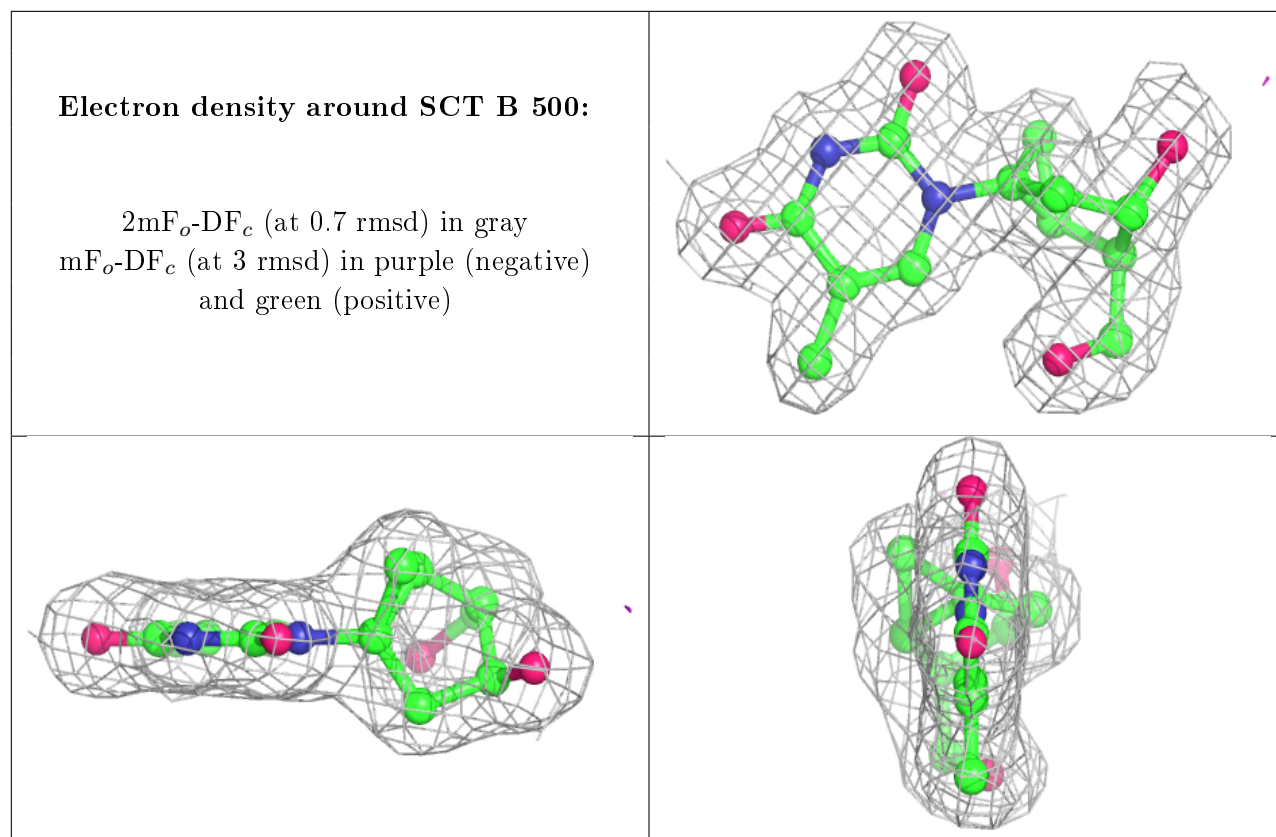 Electron density around SCT B 500:
2mFₒ-DF𝒸 (at 0.7 rmsd) in gray
mFₒ-DF𝒸 (at 3 rmsd) in purple (negative)
and green (positive)